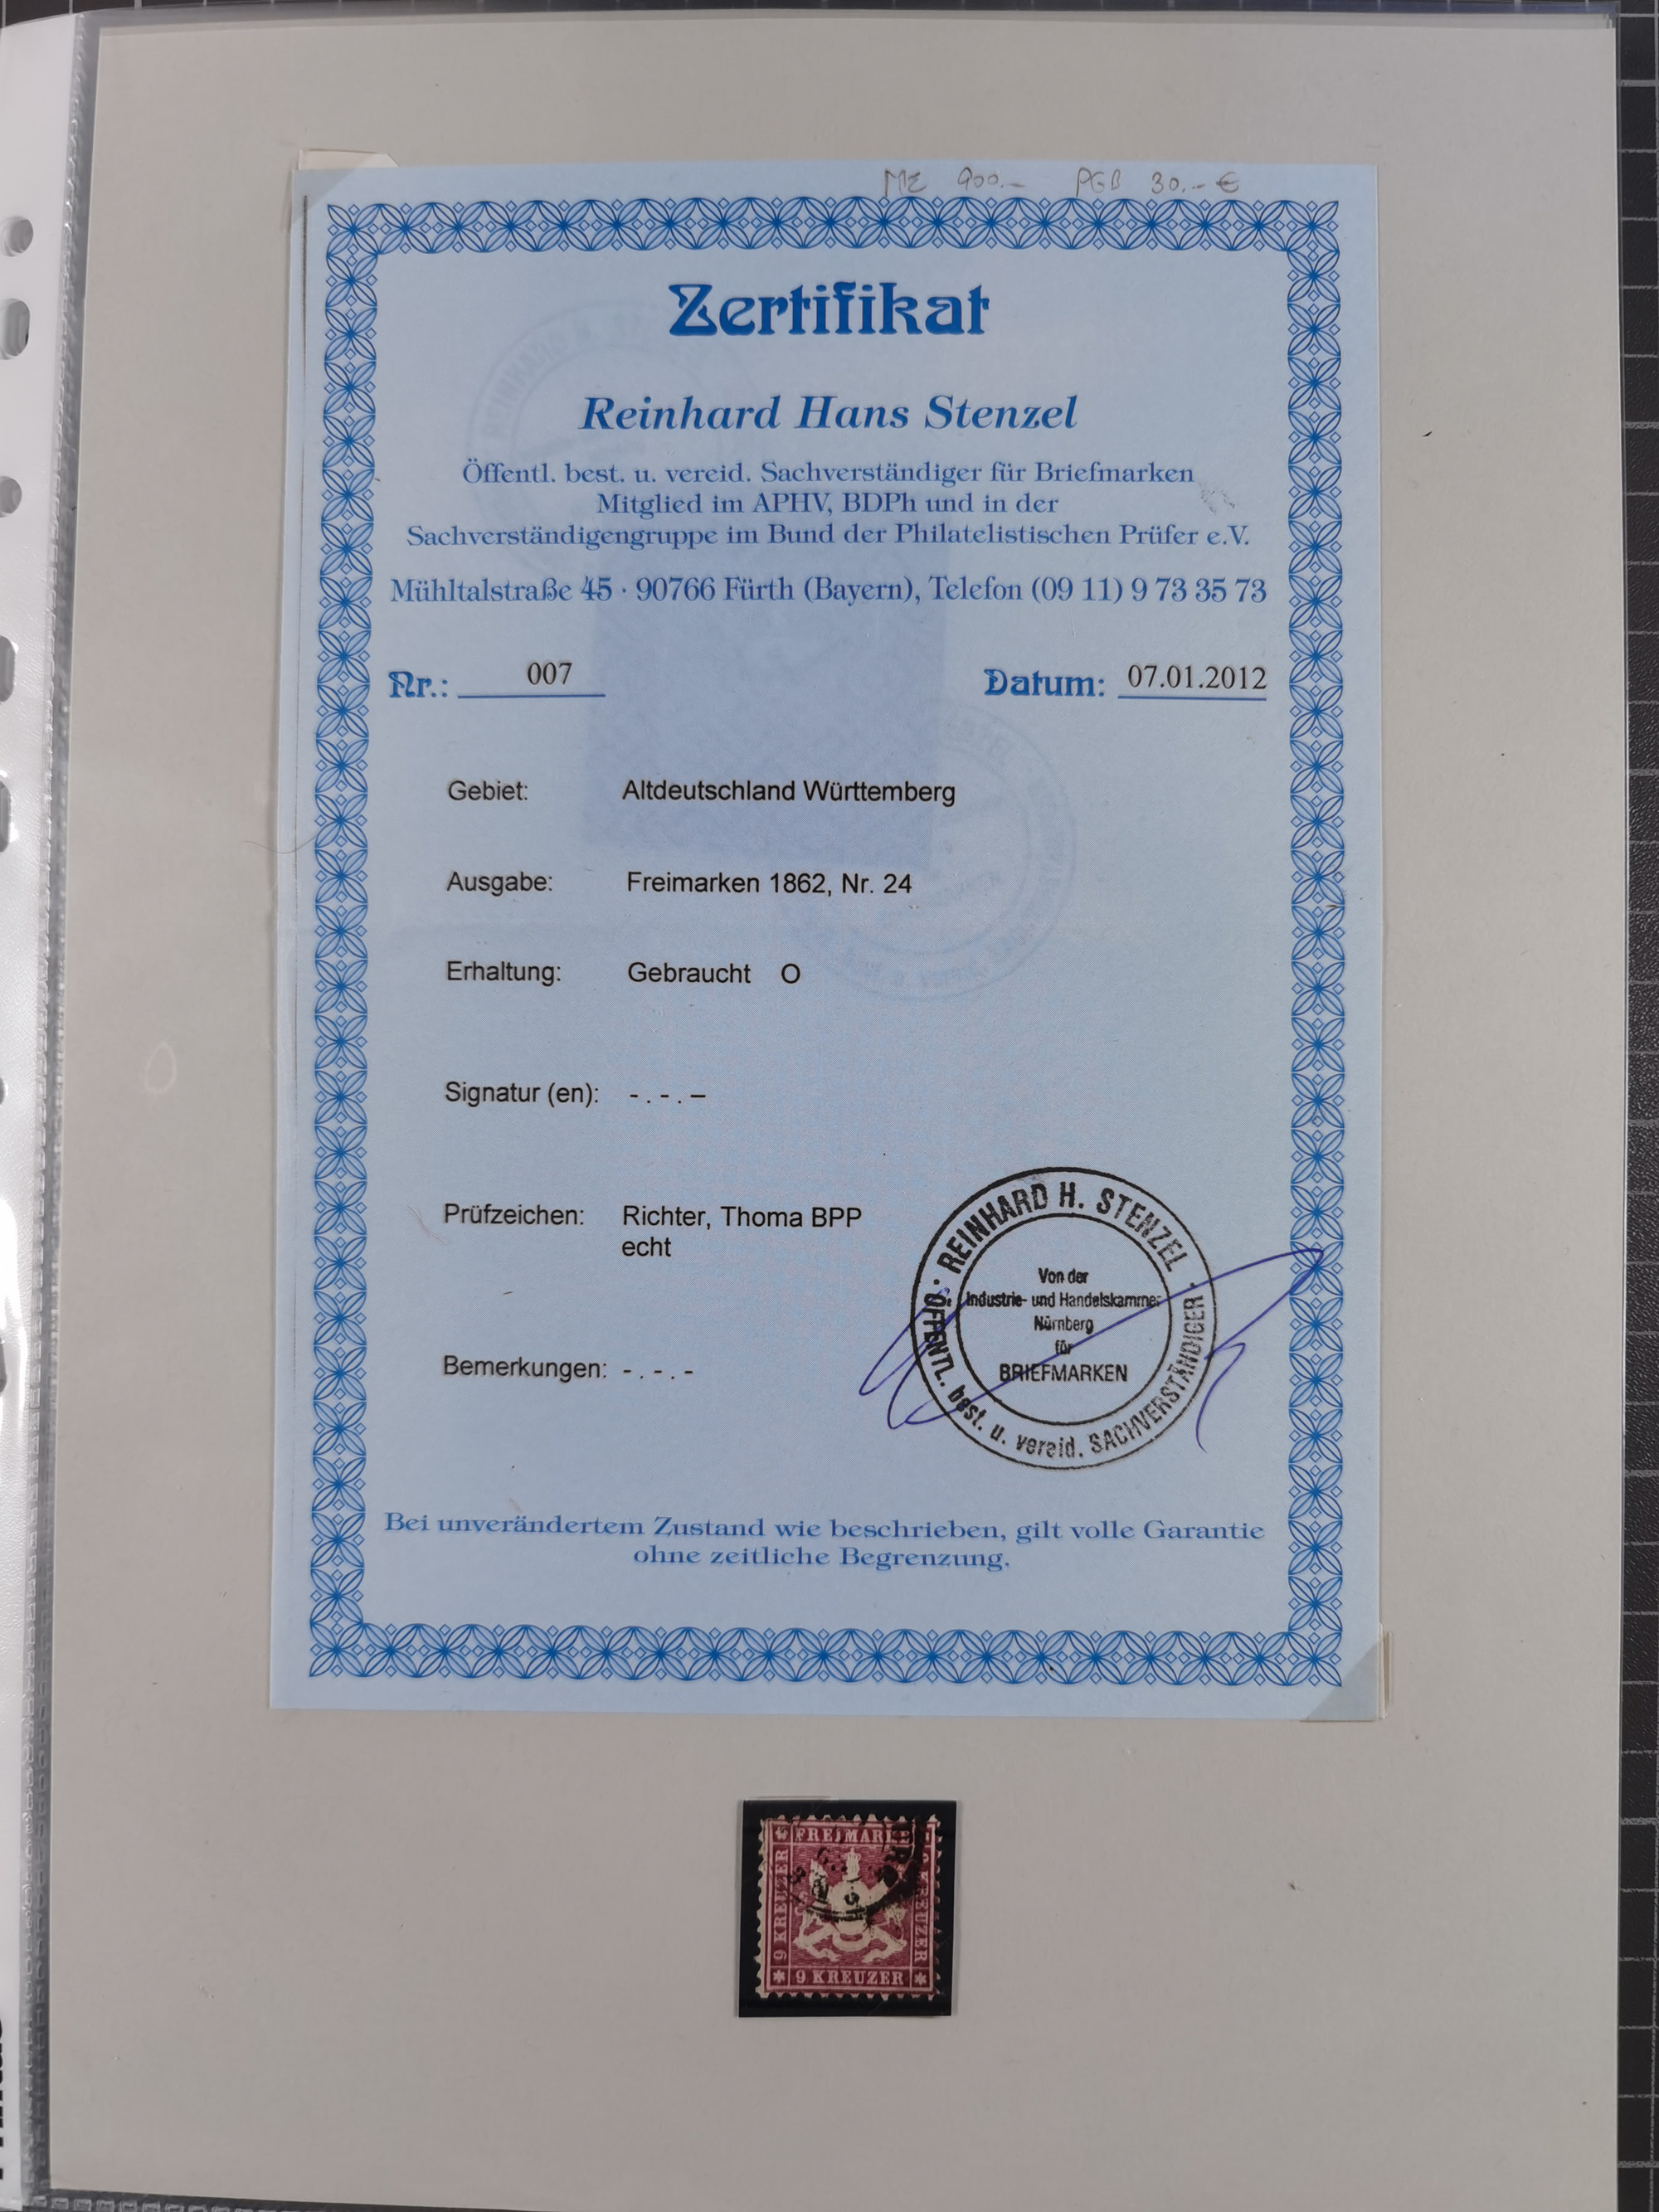 ME 900.- PGB 30.-€
Zertifikat
Reinhard Hans Stenzel
Öffentl. best. u. vereid. Sachverständiger für Briefmarken
Mitglied im APHV, BDPh und in der
Sachverständigengruppe im Bund der Philatelistischen Prüfer e.V.
Mühltalstraße 45 · 90766 Fürth (Bayern), Telefon (09 11) 9 73 35 73
Nr.: 007 Datum: 07.01.2012
Gebiet: Altdeutschland Württemberg
Ausgabe: Freimarken 1862, Nr. 24
Erhaltung: Gebraucht O
Signatur (en): - . - . –
Prüfzeichen: Richter, Thoma BPP
echt
Bemerkungen: - . - . -
REINHARD H. STENZEL
ÖFFENTL. best. u. vereid. SACHVERSTÄNDIGER
Von der
Industrie- und Handelskammer
Nürnberg
für
BRIEFMARKEN
Bei unverändertem Zustand wie beschrieben, gilt volle Garantie
ohne zeitliche Begrenzung.
FREIMARKE
9 KREUZER
9 KREUZER
9 KREUZER